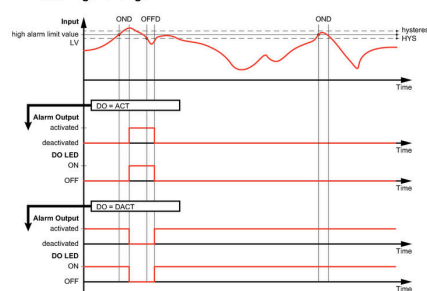 Input
OND OFFD OND
high alarm limit value
LV
HYS
Time
DO = ACT
Alarm Output
activated
deactivated
Time
DO LED
ON
OFF
Time
DO = DACT
Alarm Output
activated
deactivated
Time
DO LED
ON
OFF
Time